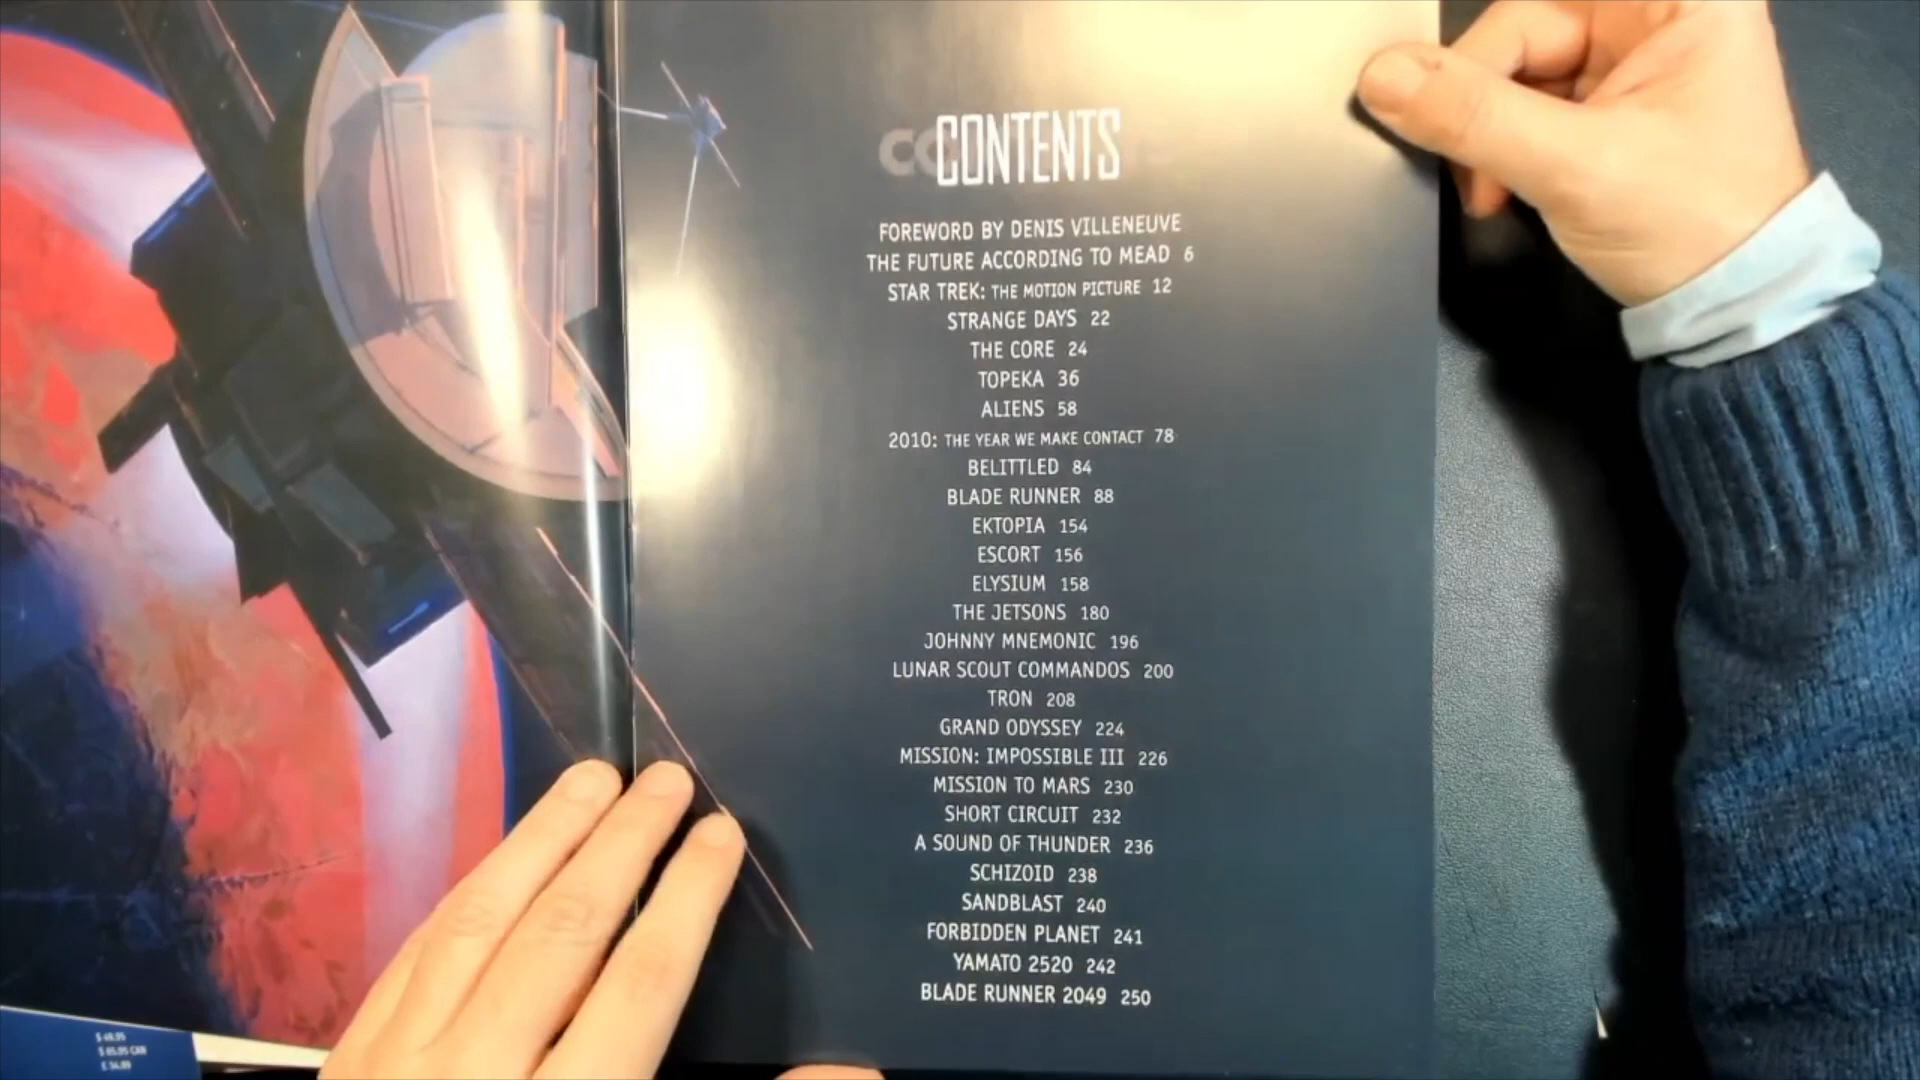 CONTENTS
FOREWORD BY DENIS VILLENEUVE
THE FUTURE ACCORDING TO MEAD 6
STAR TREK: THE MOTION PICTURE 12
STRANGE DAYS 22
THE CORE 24
TOPEKA 36
ALIENS 58
2010: THE YEAR WE MAKE CONTACT 78
BELITTLED 84
BLADE RUNNER 88
EKTOPIA 154
ESCORT 156
ELYSIUM 158
THE JETSONS 180
JOHNNY MNEMONIC 196
LUNAR SCOUT COMMANDOS 200
TRON 208
GRAND ODYSSEY 224
MISSION: IMPOSSIBLE III 226
MISSION TO MARS 230
SHORT CIRCUIT 232
A SOUND OF THUNDER 236
SCHIZOID 238
SANDBLAST 240
FORBIDDEN PLANET 241
YAMATO 2520 242
BLADE RUNNER 2049 250